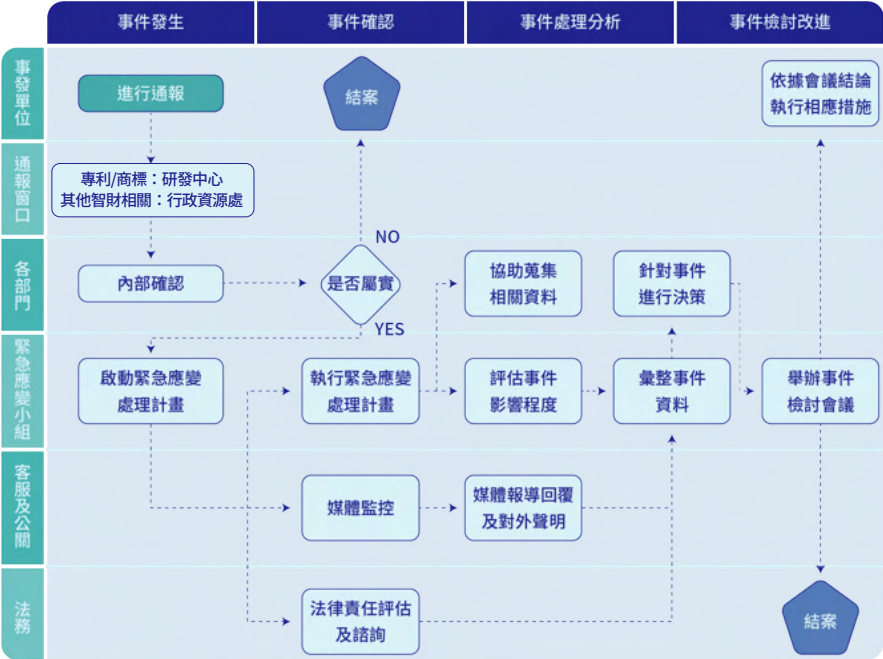 事件發生
事件確認
事件處理分析
事件檢討改進
事發單位
進行通報
結案
依據會議結論
執行相應措施
通報窗口
專利/商標：研發中心
其他智財相關：行政資源處
NO
各部門
內部確認
是否屬實
協助蒐集
相關資料
針對事件
進行決策
YES
緊急應變小組
啟動緊急應變
處理計畫
執行緊急應變
處理計畫
評估事件
影響程度
彙整事件
資料
舉辦事件
檢討會議
客服及公關
媒體監控
媒體報導回覆
及對外聲明
法務
法律責任評估
及諮詢
結案